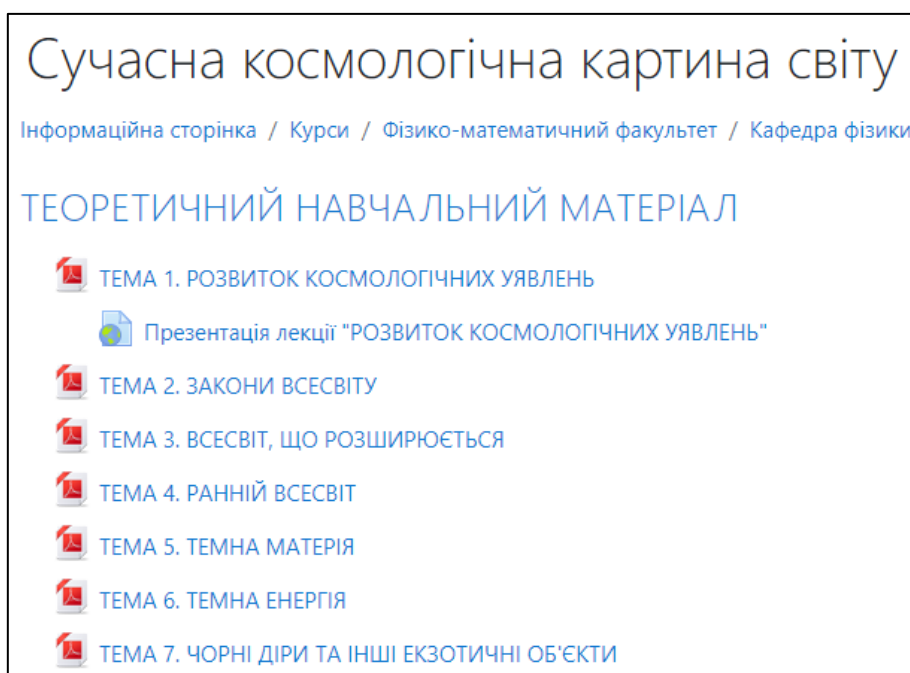 Сучасна космологічна картина світу
Інформаційна сторінка / Курси / Фізико-математичний факультет / Кафедра фізики
ТЕОРЕТИЧНИЙ НАВЧАЛЬНИЙ МАТЕРІАЛ
ТЕМА 1. РОЗВИТОК КОСМОЛОГІЧНИХ УЯВЛЕНЬ
Презентація лекції "РОЗВИТОК КОСМОЛОГІЧНИХ УЯВЛЕНЬ"
ТЕМА 2. ЗАКОНИ ВСЕСВІТУ
ТЕМА 3. ВСЕСВІТ, ЩО РОЗШИРЮЄТЬСЯ
ТЕМА 4. РАННІЙ ВСЕСВІТ
ТЕМА 5. ТЕМНА МАТЕРІЯ
ТЕМА 6. ТЕМНА ЕНЕРГІЯ
ТЕМА 7. ЧОРНІ ДІРИ ТА ІНШІ ЕКЗОТИЧНІ ОБ'ЄКТИ